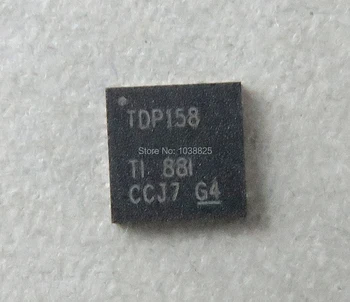 TDP158
Store No: 1038825
TI 88I
CCJ7 G4